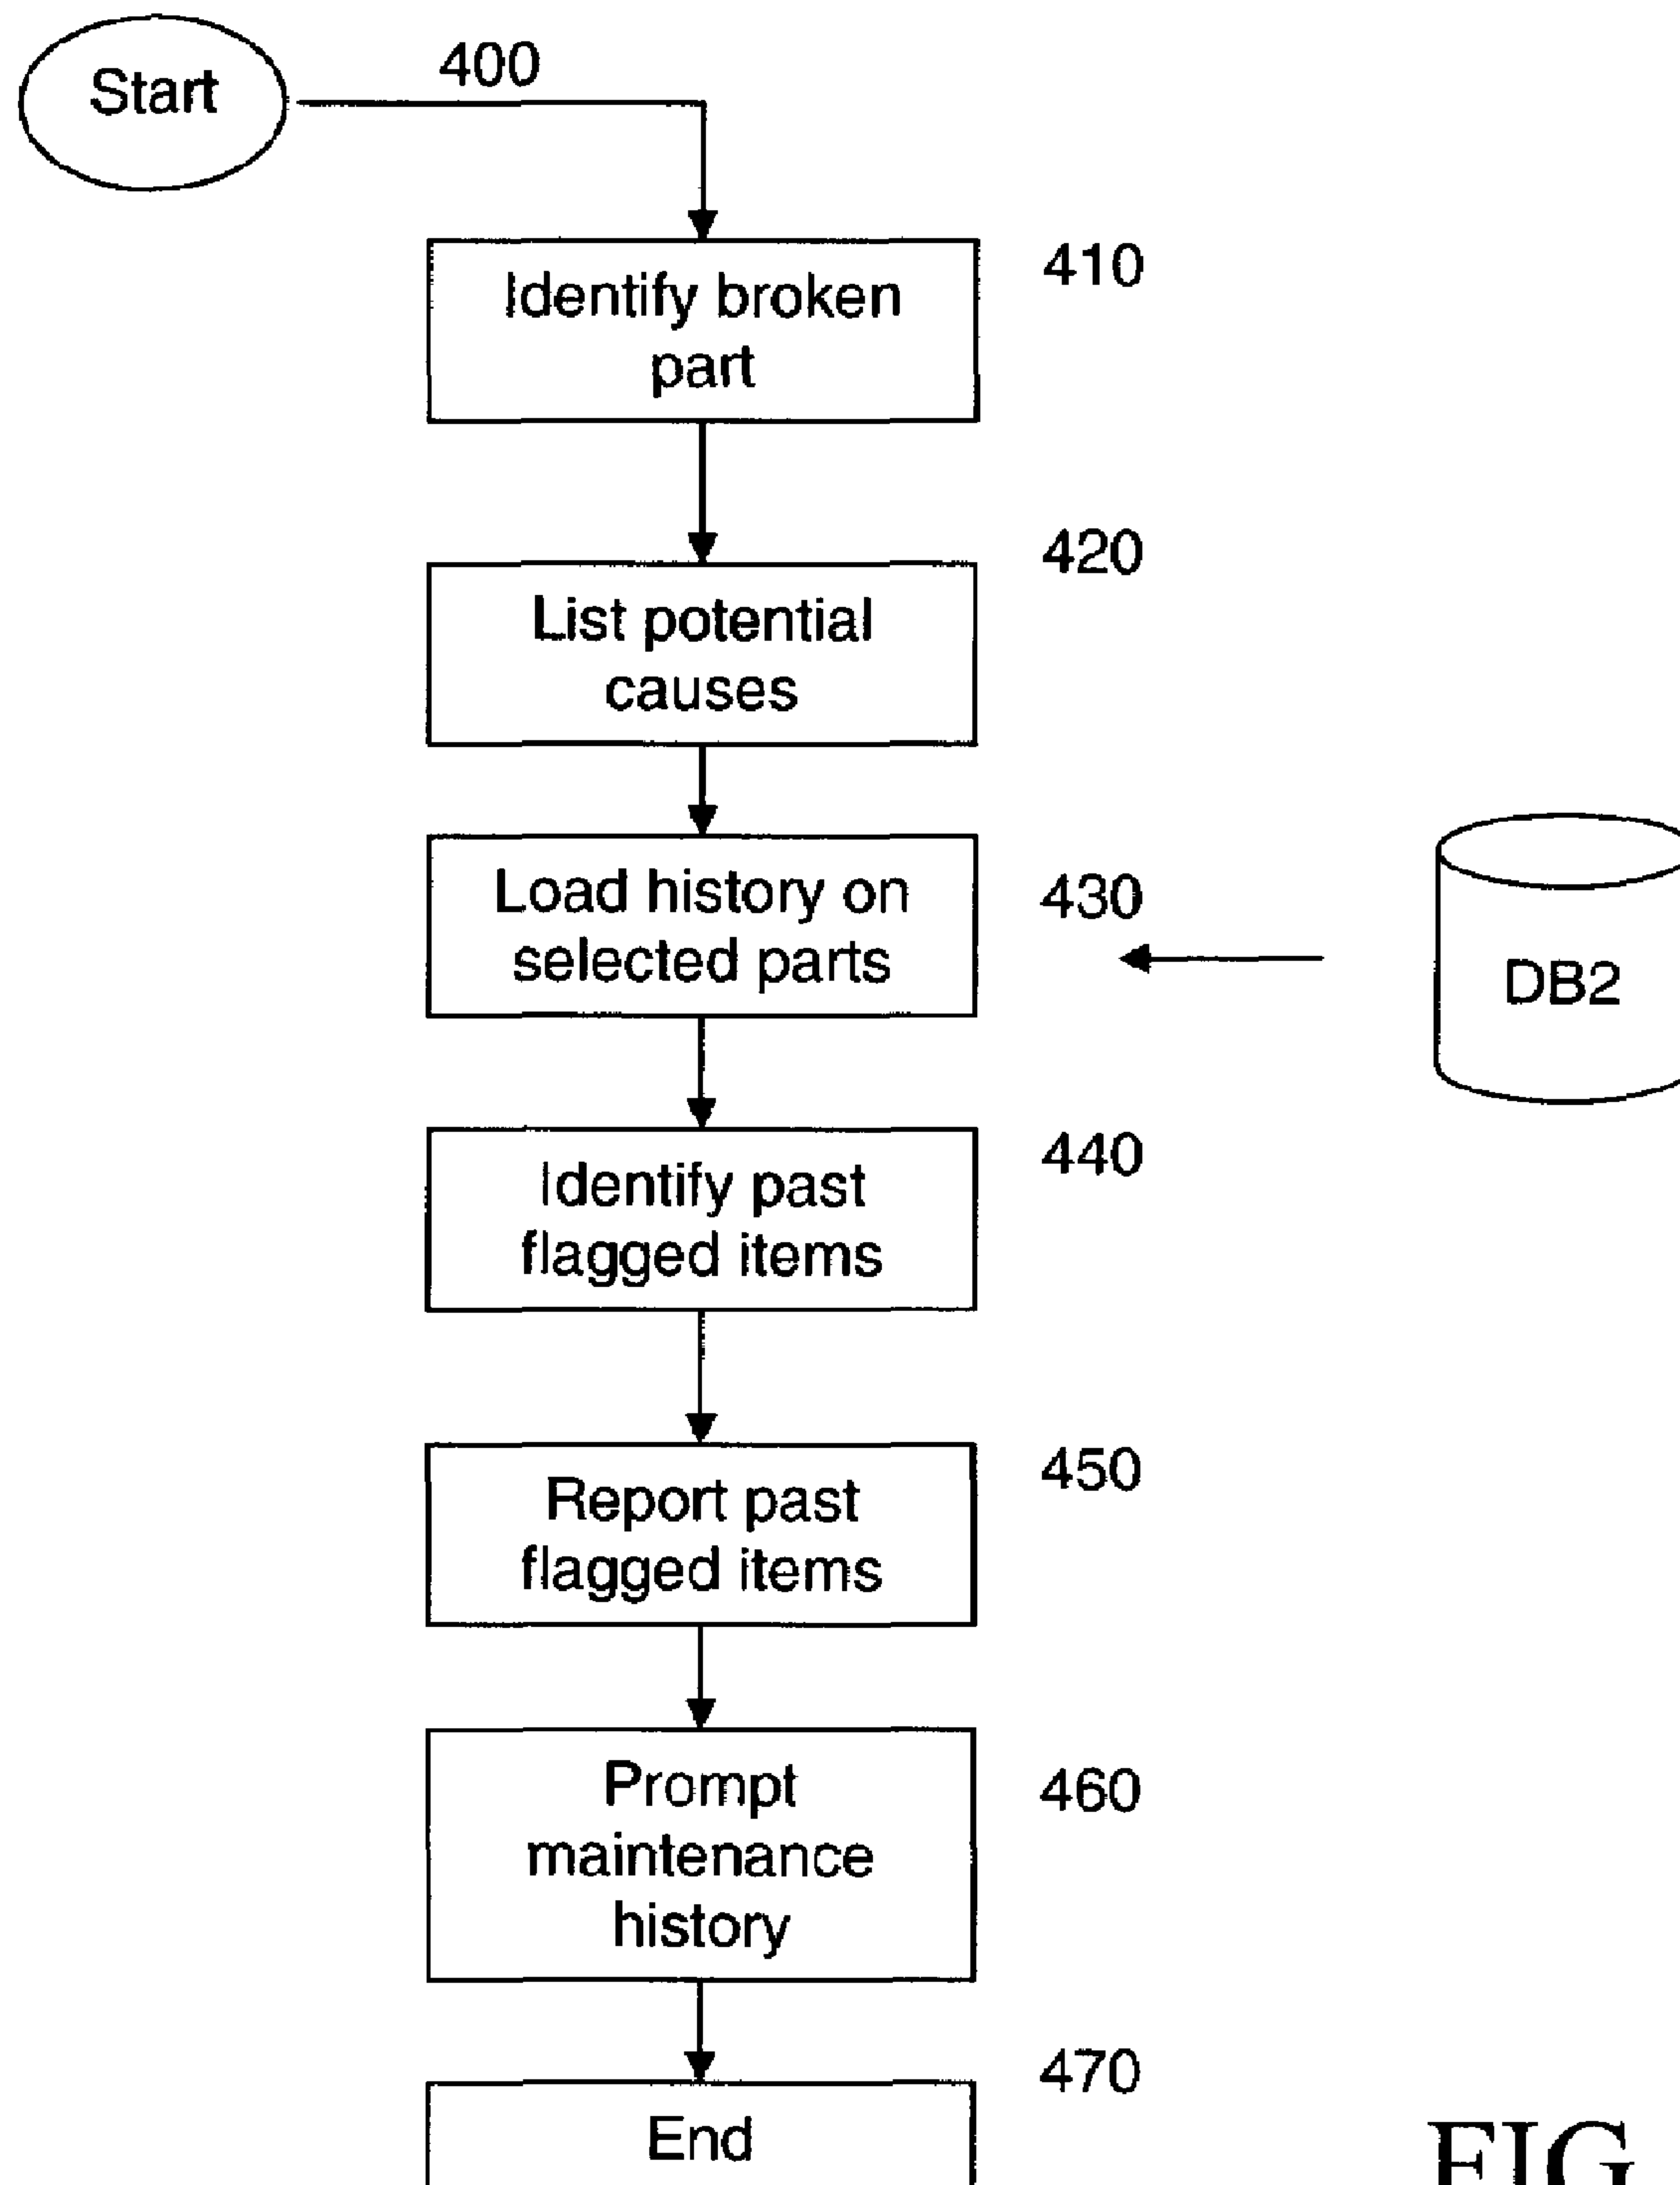 Start
400
Identify broken
part
410
List potential
causes
420
Load history on
selected parts
430
DB2
Identify past
flagged items
440
Report past
flagged items
450
Prompt
maintenance
history
460
End
470
FIG